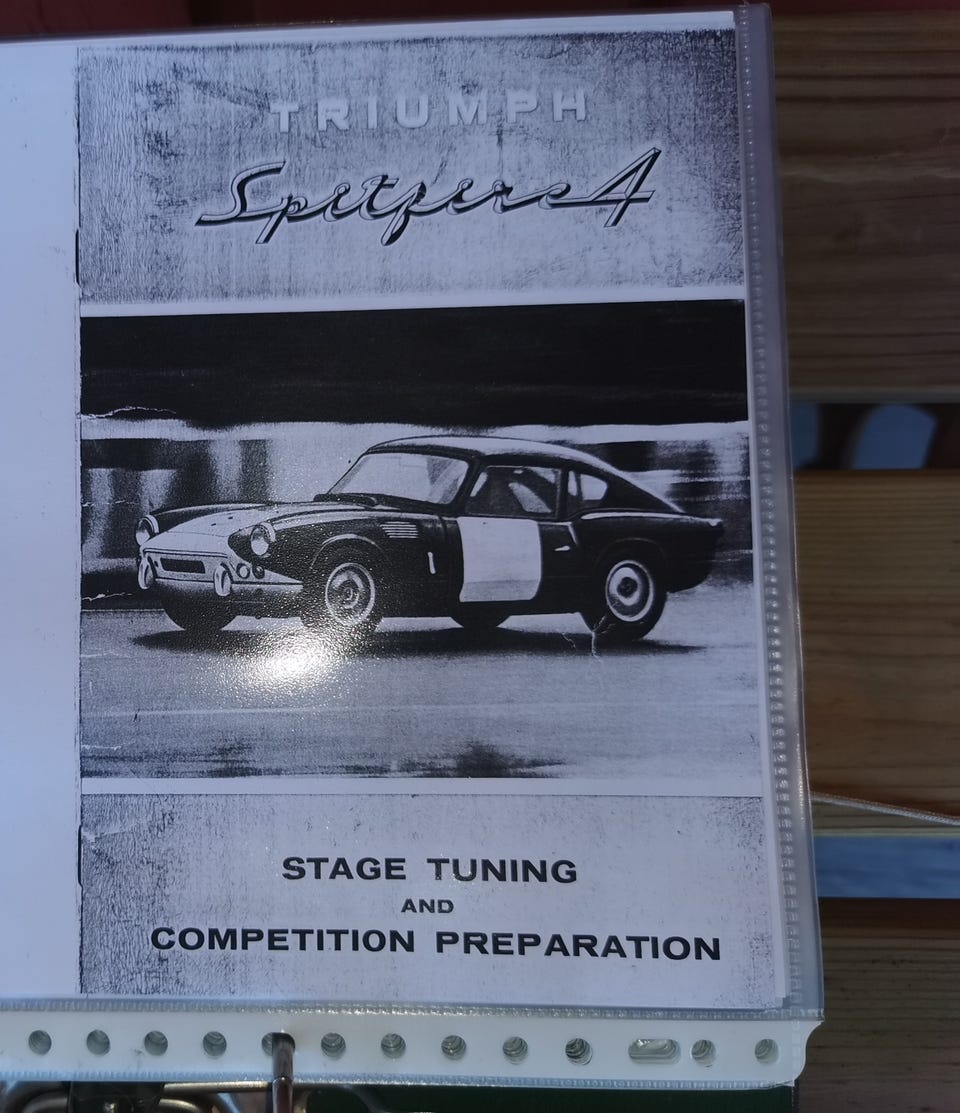 TRIUMPH
Spitfire 4
STAGE TUNING
AND
COMPETITION PREPARATION